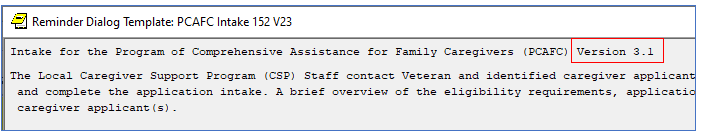 Reminder Dialog Template: PCAFC Intake 152 V23
Intake for the Program of Comprehensive Assistance for Family Caregivers (PCAFC) Version 3.1
The Local Caregiver Support Program (CSP) Staff contact Veteran and identified caregiver applicant
and complete the application intake. A brief overview of the eligibility requirements, applicatio
caregiver applicant(s).